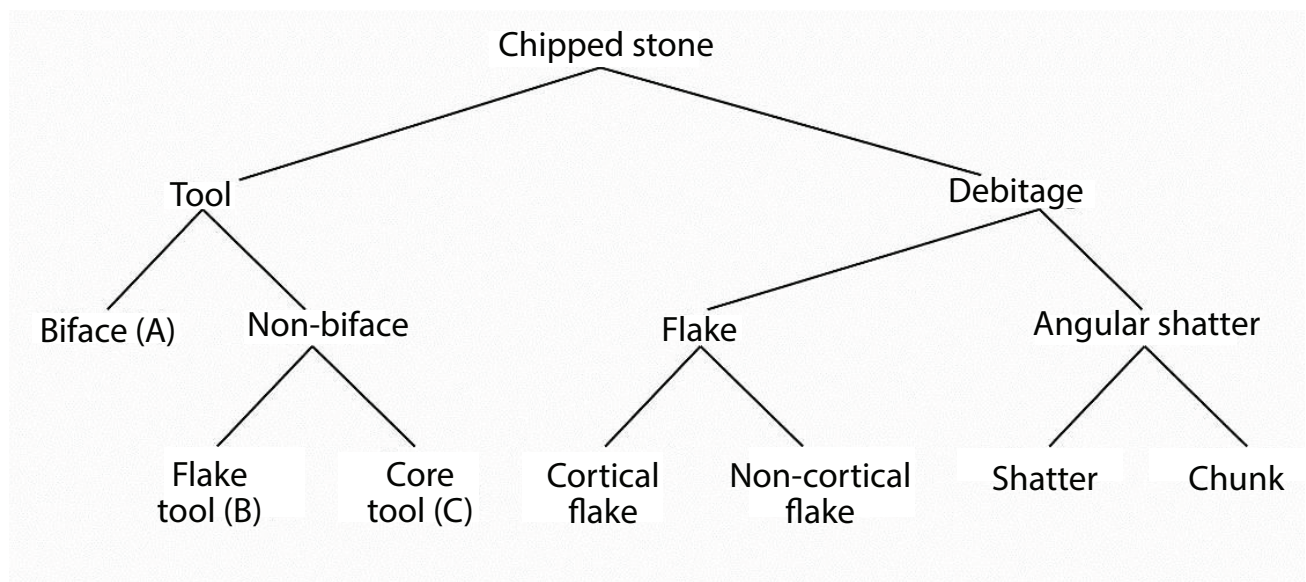 Chipped stone
Tool
Debitage
Biface (A)
Non-biface
Flake
Angular shatter
Flake
tool (B)
Core
tool (C)
Cortical
flake
Non-cortical
flake
Shatter
Chunk